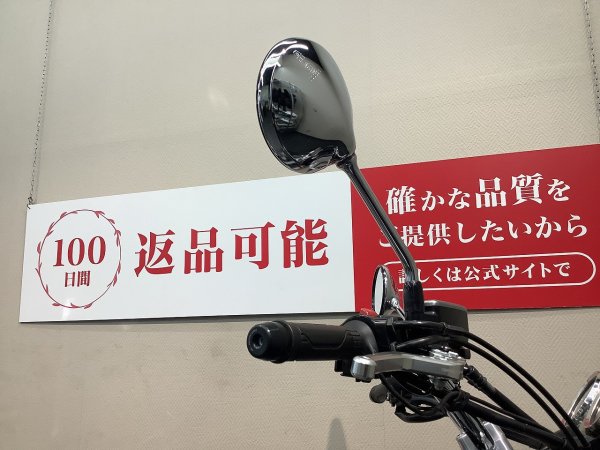 100
日間
返品可能
確かな品質を
ご提供したいから
詳しくは公式サイトで